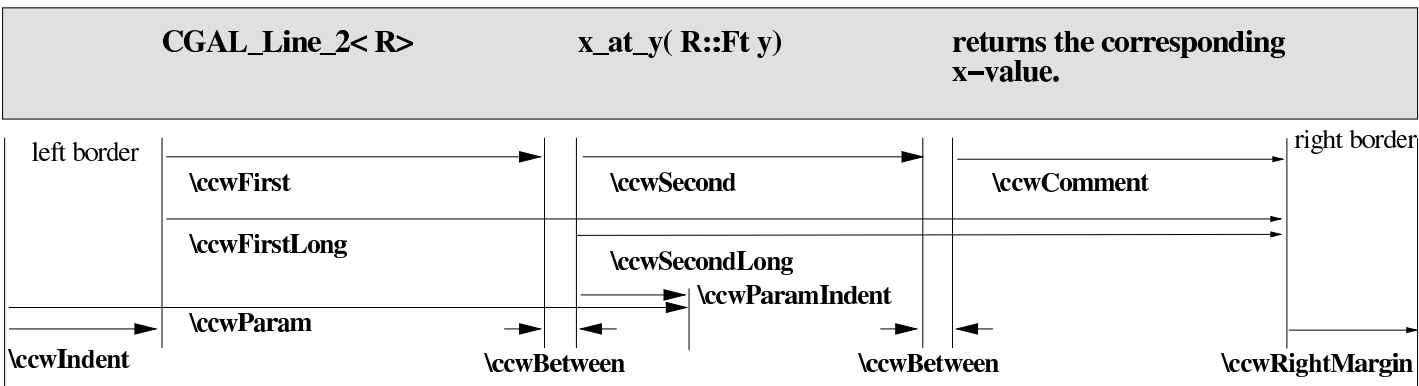 CGAL_Line_2< R> x_at_y( R::Ft y) returns the corresponding
x−value.
left border right border
\ccwFirst \ccwSecond \ccwComment
\ccwFirstLong
\ccwSecondLong
\ccwParamIndent
\ccwParam
\ccwIndent \ccwBetween \ccwBetween \ccwRightMargin